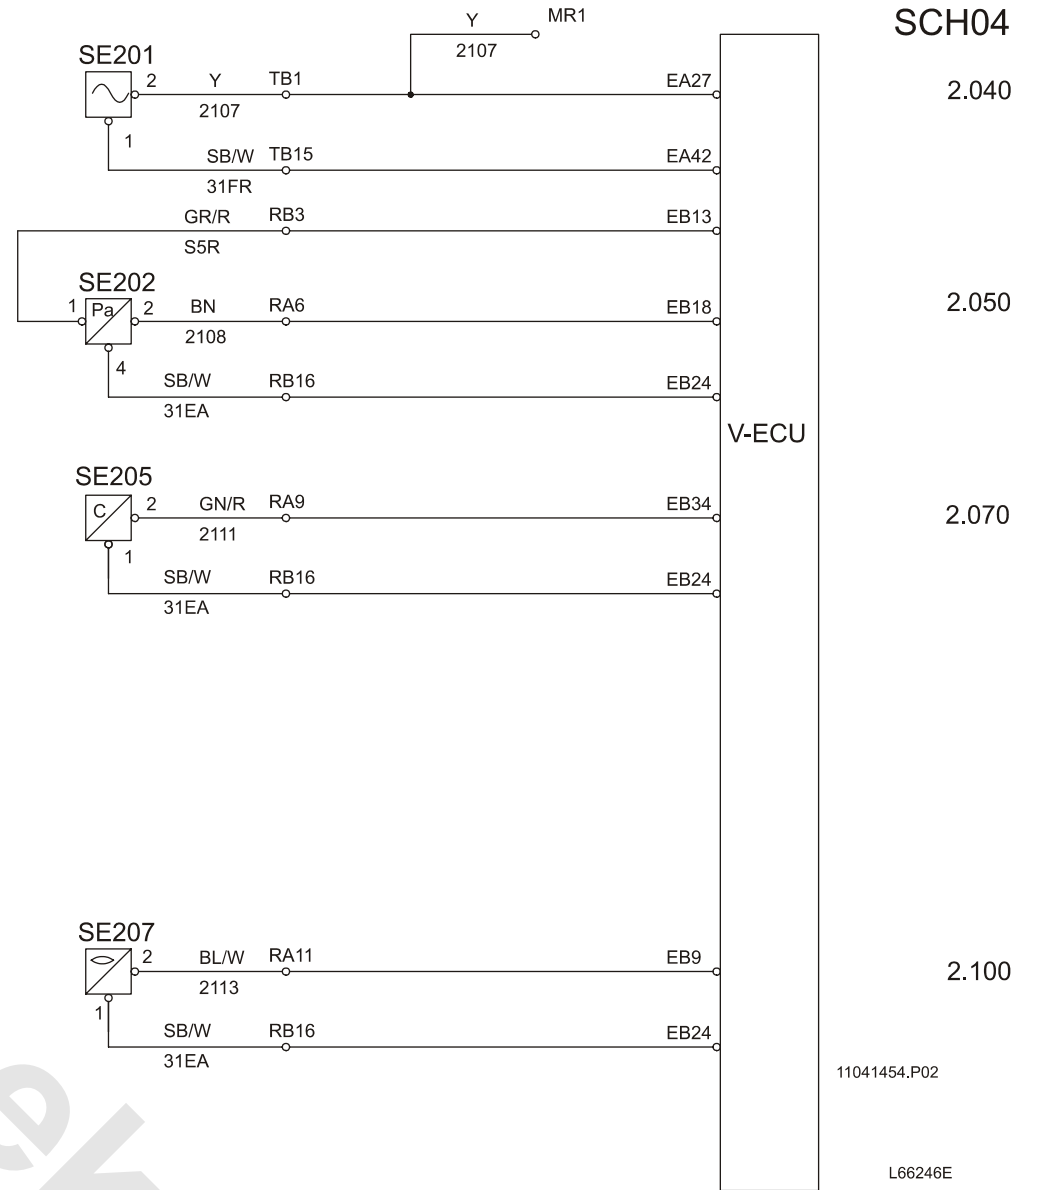 Y MR1 SCH04
2107
SE201
2 Y TB1 EA27 2.040
2107
1
SB/W TB15 EA42
31FR
GR/R RB3 EB13
S5R
SE202
1 Pa 2 BN RA6 EB18 2.050
2108
4
SB/W RB16 EB24
31EA
V-ECU
SE205
C 2 GN/R RA9 EB34 2.070
2111
1
SB/W RB16 EB24
31EA
SE207
2 BL/W RA11 EB9 2.100
2113
1
SB/W RB16 EB24
31EA
11041454.P02
L66246E